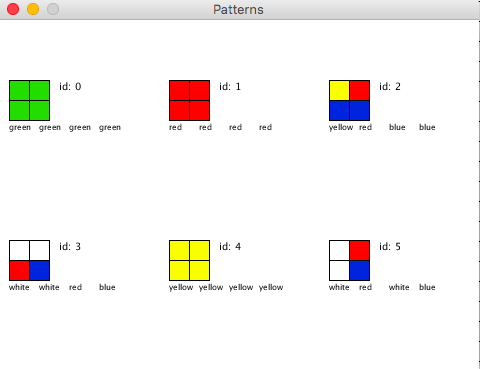 Patterns
id: 0
green green green green
id: 1
red red red red
id: 2
yellow red blue blue
id: 3
white white red blue
id: 4
yellow yellow yellow yellow
id: 5
white red white blue